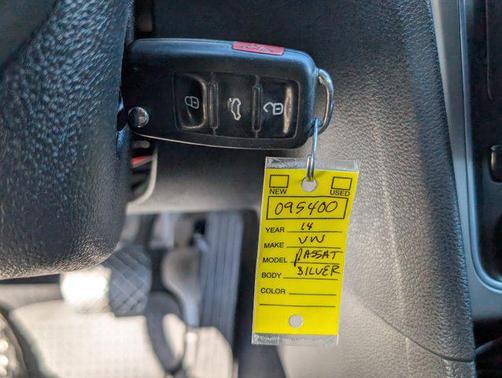 NEW USED
095400
YEAR 14
MAKE VW
MODEL PASSAT
BODY SILVER
COLOR